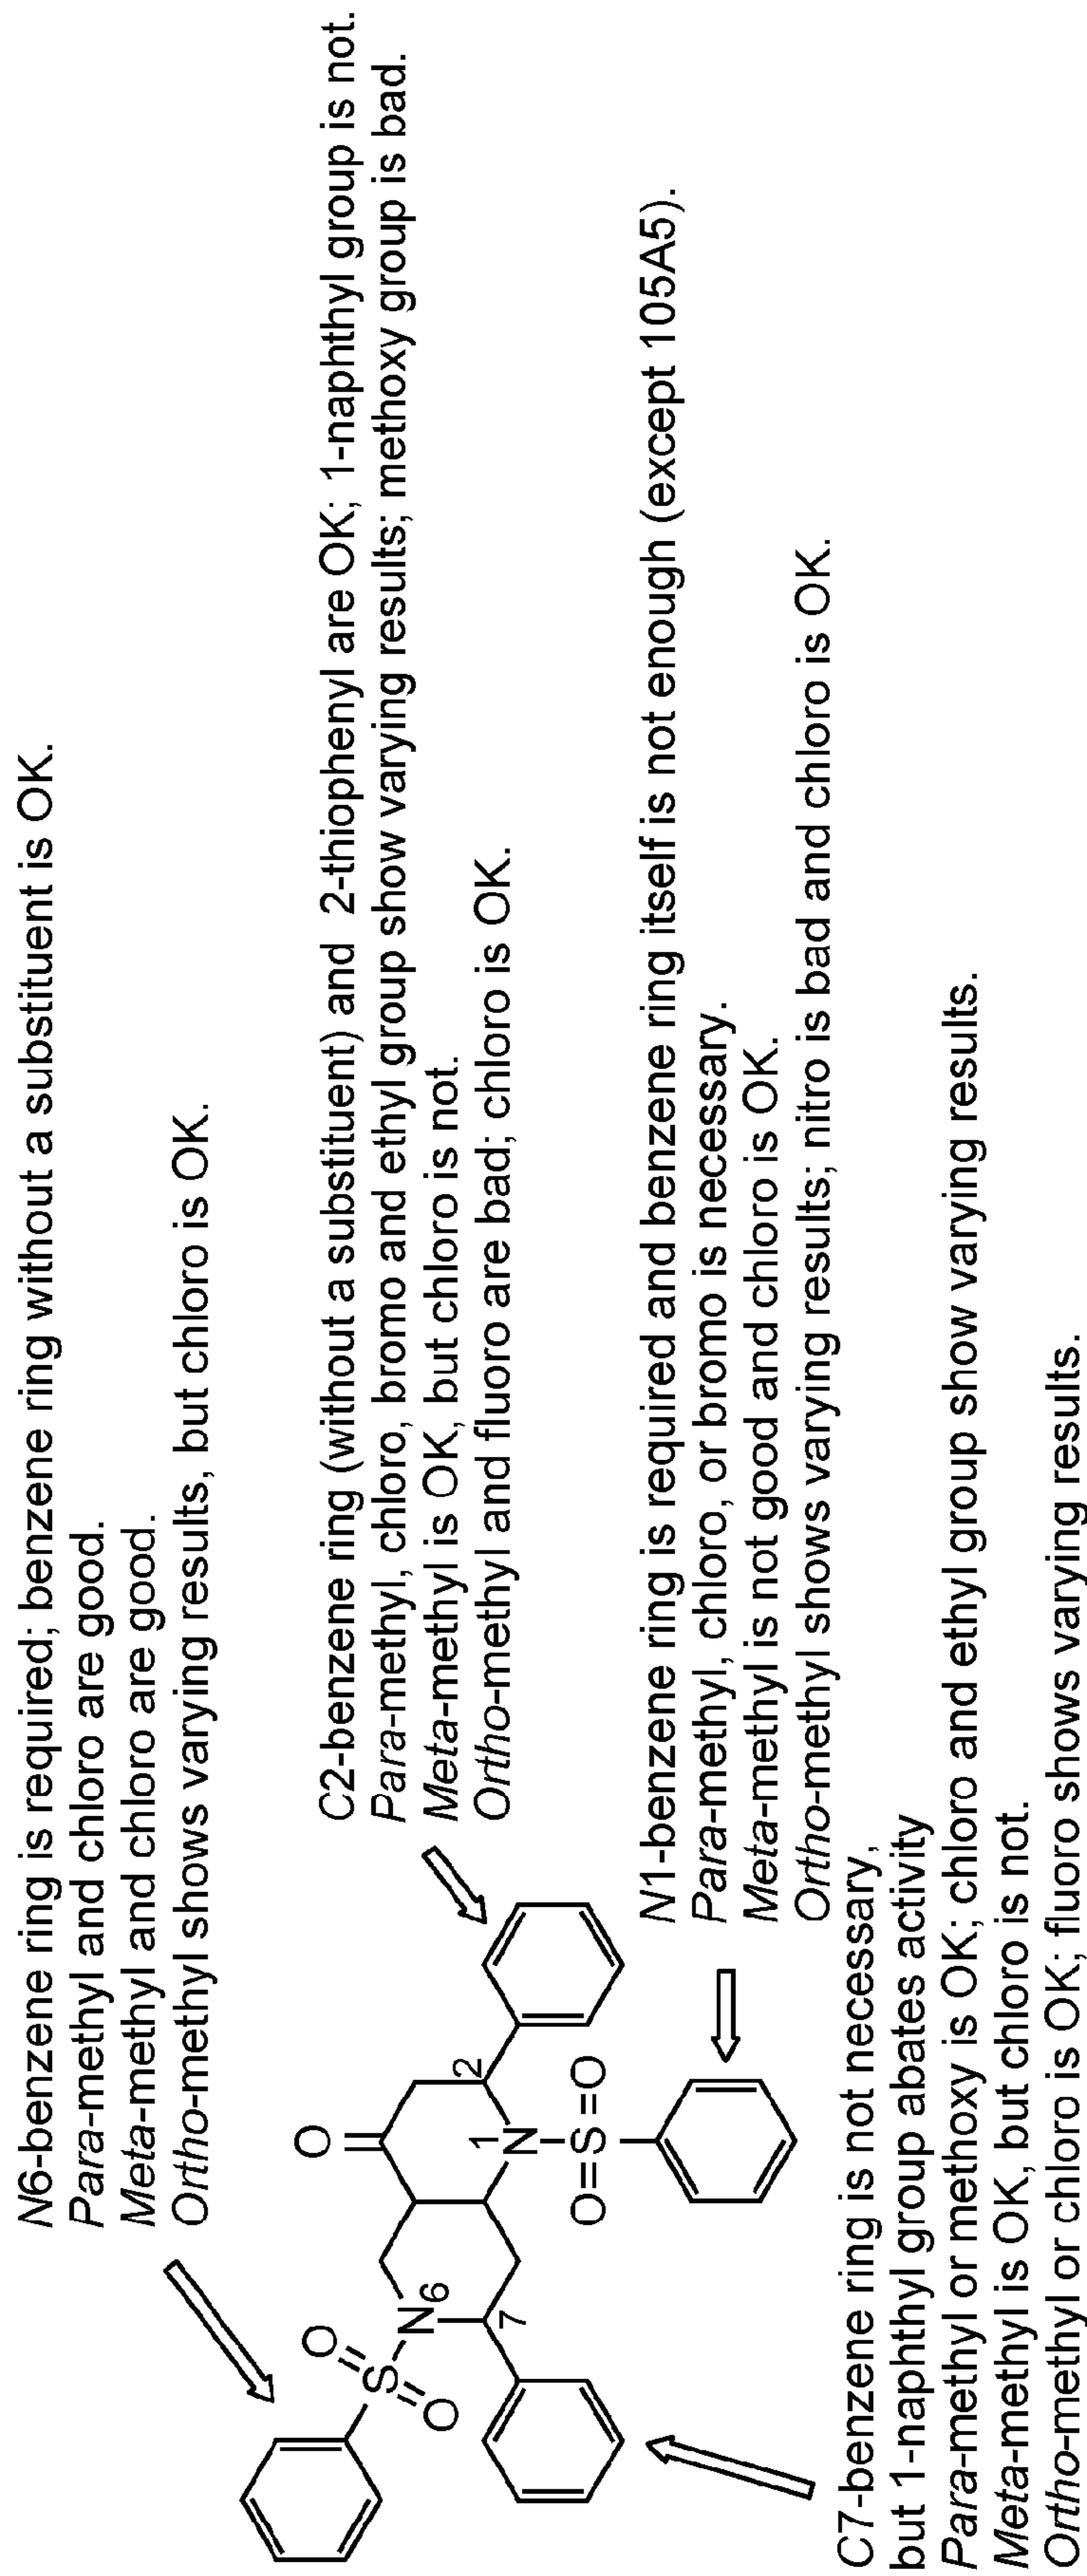 N6-benzene ring is required; benzene ring without a substituent is OK.
Para-methyl and chloro are good.
Meta-methyl and chloro are good.
Ortho-methyl shows varying results, but chloro is OK.
C2-benzene ring (without a substituent) and 2-thiophenyl are OK; 1-naphthyl group is not.
Para-methyl, chloro, bromo and ethyl group show varying results; methoxy group is bad.
Meta-methyl is OK, but chloro is not.
Ortho-methyl and fluoro are bad; chloro is OK.
O
O
S
O
N
6
7
2
1
N
O=S=O
N1-benzene ring is required and benzene ring itself is not enough (except 105A5).
Para-methyl, chloro, or bromo is necessary.
Meta-methyl is not good and chloro is OK.
Ortho-methyl shows varying results; nitro is bad and chloro is OK.
C7-benzene ring is not necessary,
but 1-naphthyl group abates activity
Para-methyl or methoxy is OK; chloro and ethyl group show varying results.
Meta-methyl is OK, but chloro is not.
Ortho-methyl or chloro is OK; fluoro shows varying results.